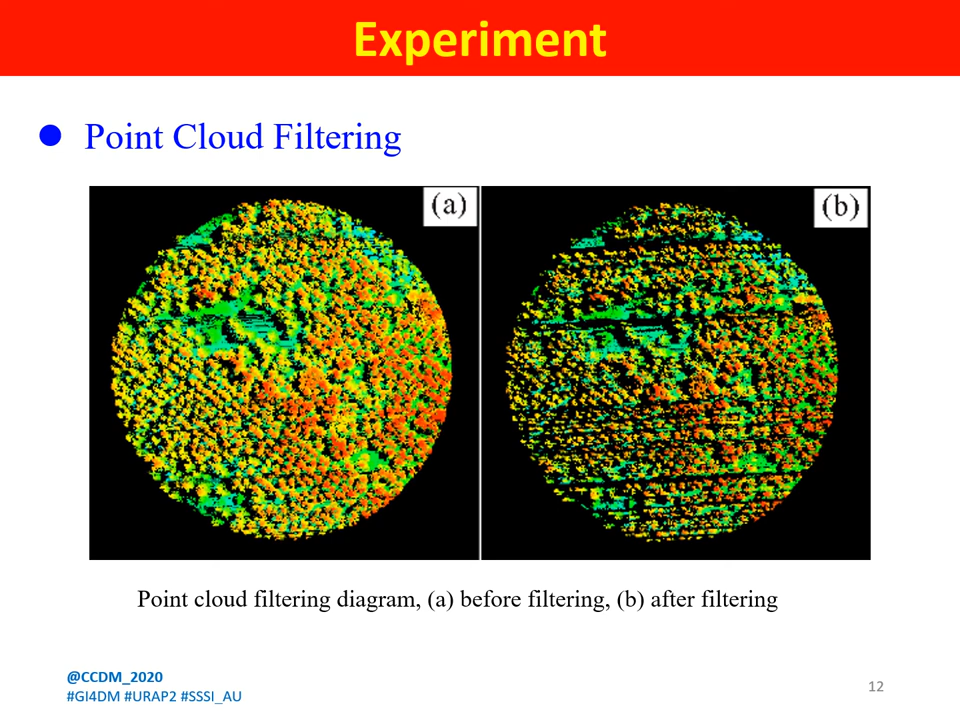 Experiment
● Point Cloud Filtering
(a)
(b)
Point cloud filtering diagram, (a) before filtering, (b) after filtering
@CCDM_2020
#GI4DM #URAP2 #SSSI_AU
12